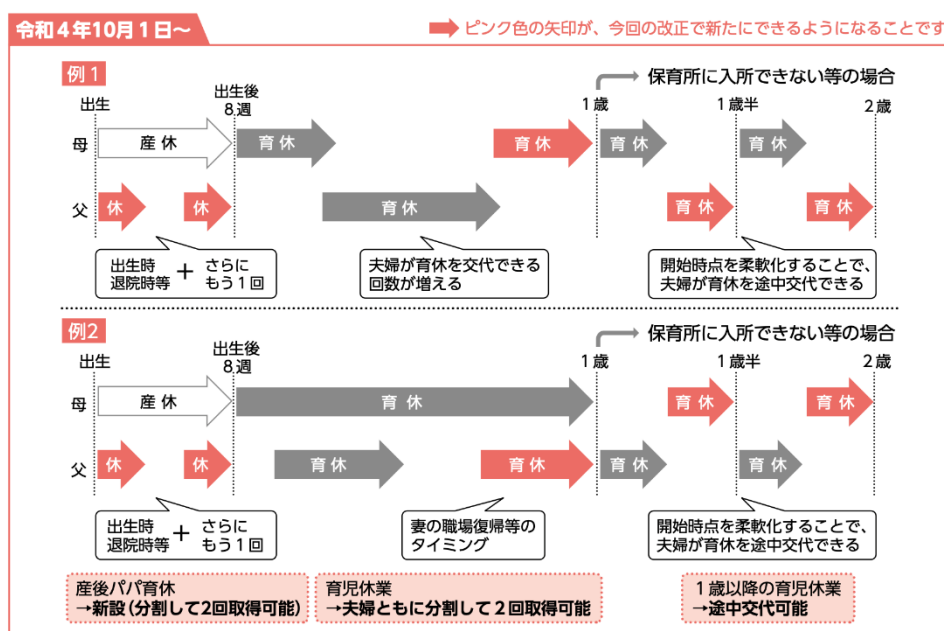 令和4年10月1日～
ピンク色の矢印が、今回の改正で新たにできるようになることです
例1
保育所に入所できない等の場合
出生
出生後
8週
1歳
1歳半
2歳
母
産休
育休
育休
育休
育休
父
休
休
育休
育休
育休
出生時
退院時等
＋
さらに
もう1回
夫婦が育休を交代できる
回数が増える
開始時点を柔軟化することで、
夫婦が育休を途中交代できる
例2
保育所に入所できない等の場合
出生
出生後
8週
1歳
1歳半
2歳
母
産休
育休
育休
育休
父
休
休
育休
育休
育休
育休
出生時
退院時等
＋
さらに
もう1回
妻の職場復帰等の
タイミング
開始時点を柔軟化することで、
夫婦が育休を途中交代できる
産後パパ育休
→新設（分割して2回取得可能）
育児休業
→夫婦ともに分割して2回取得可能
1歳以降の育児休業
→途中交代可能